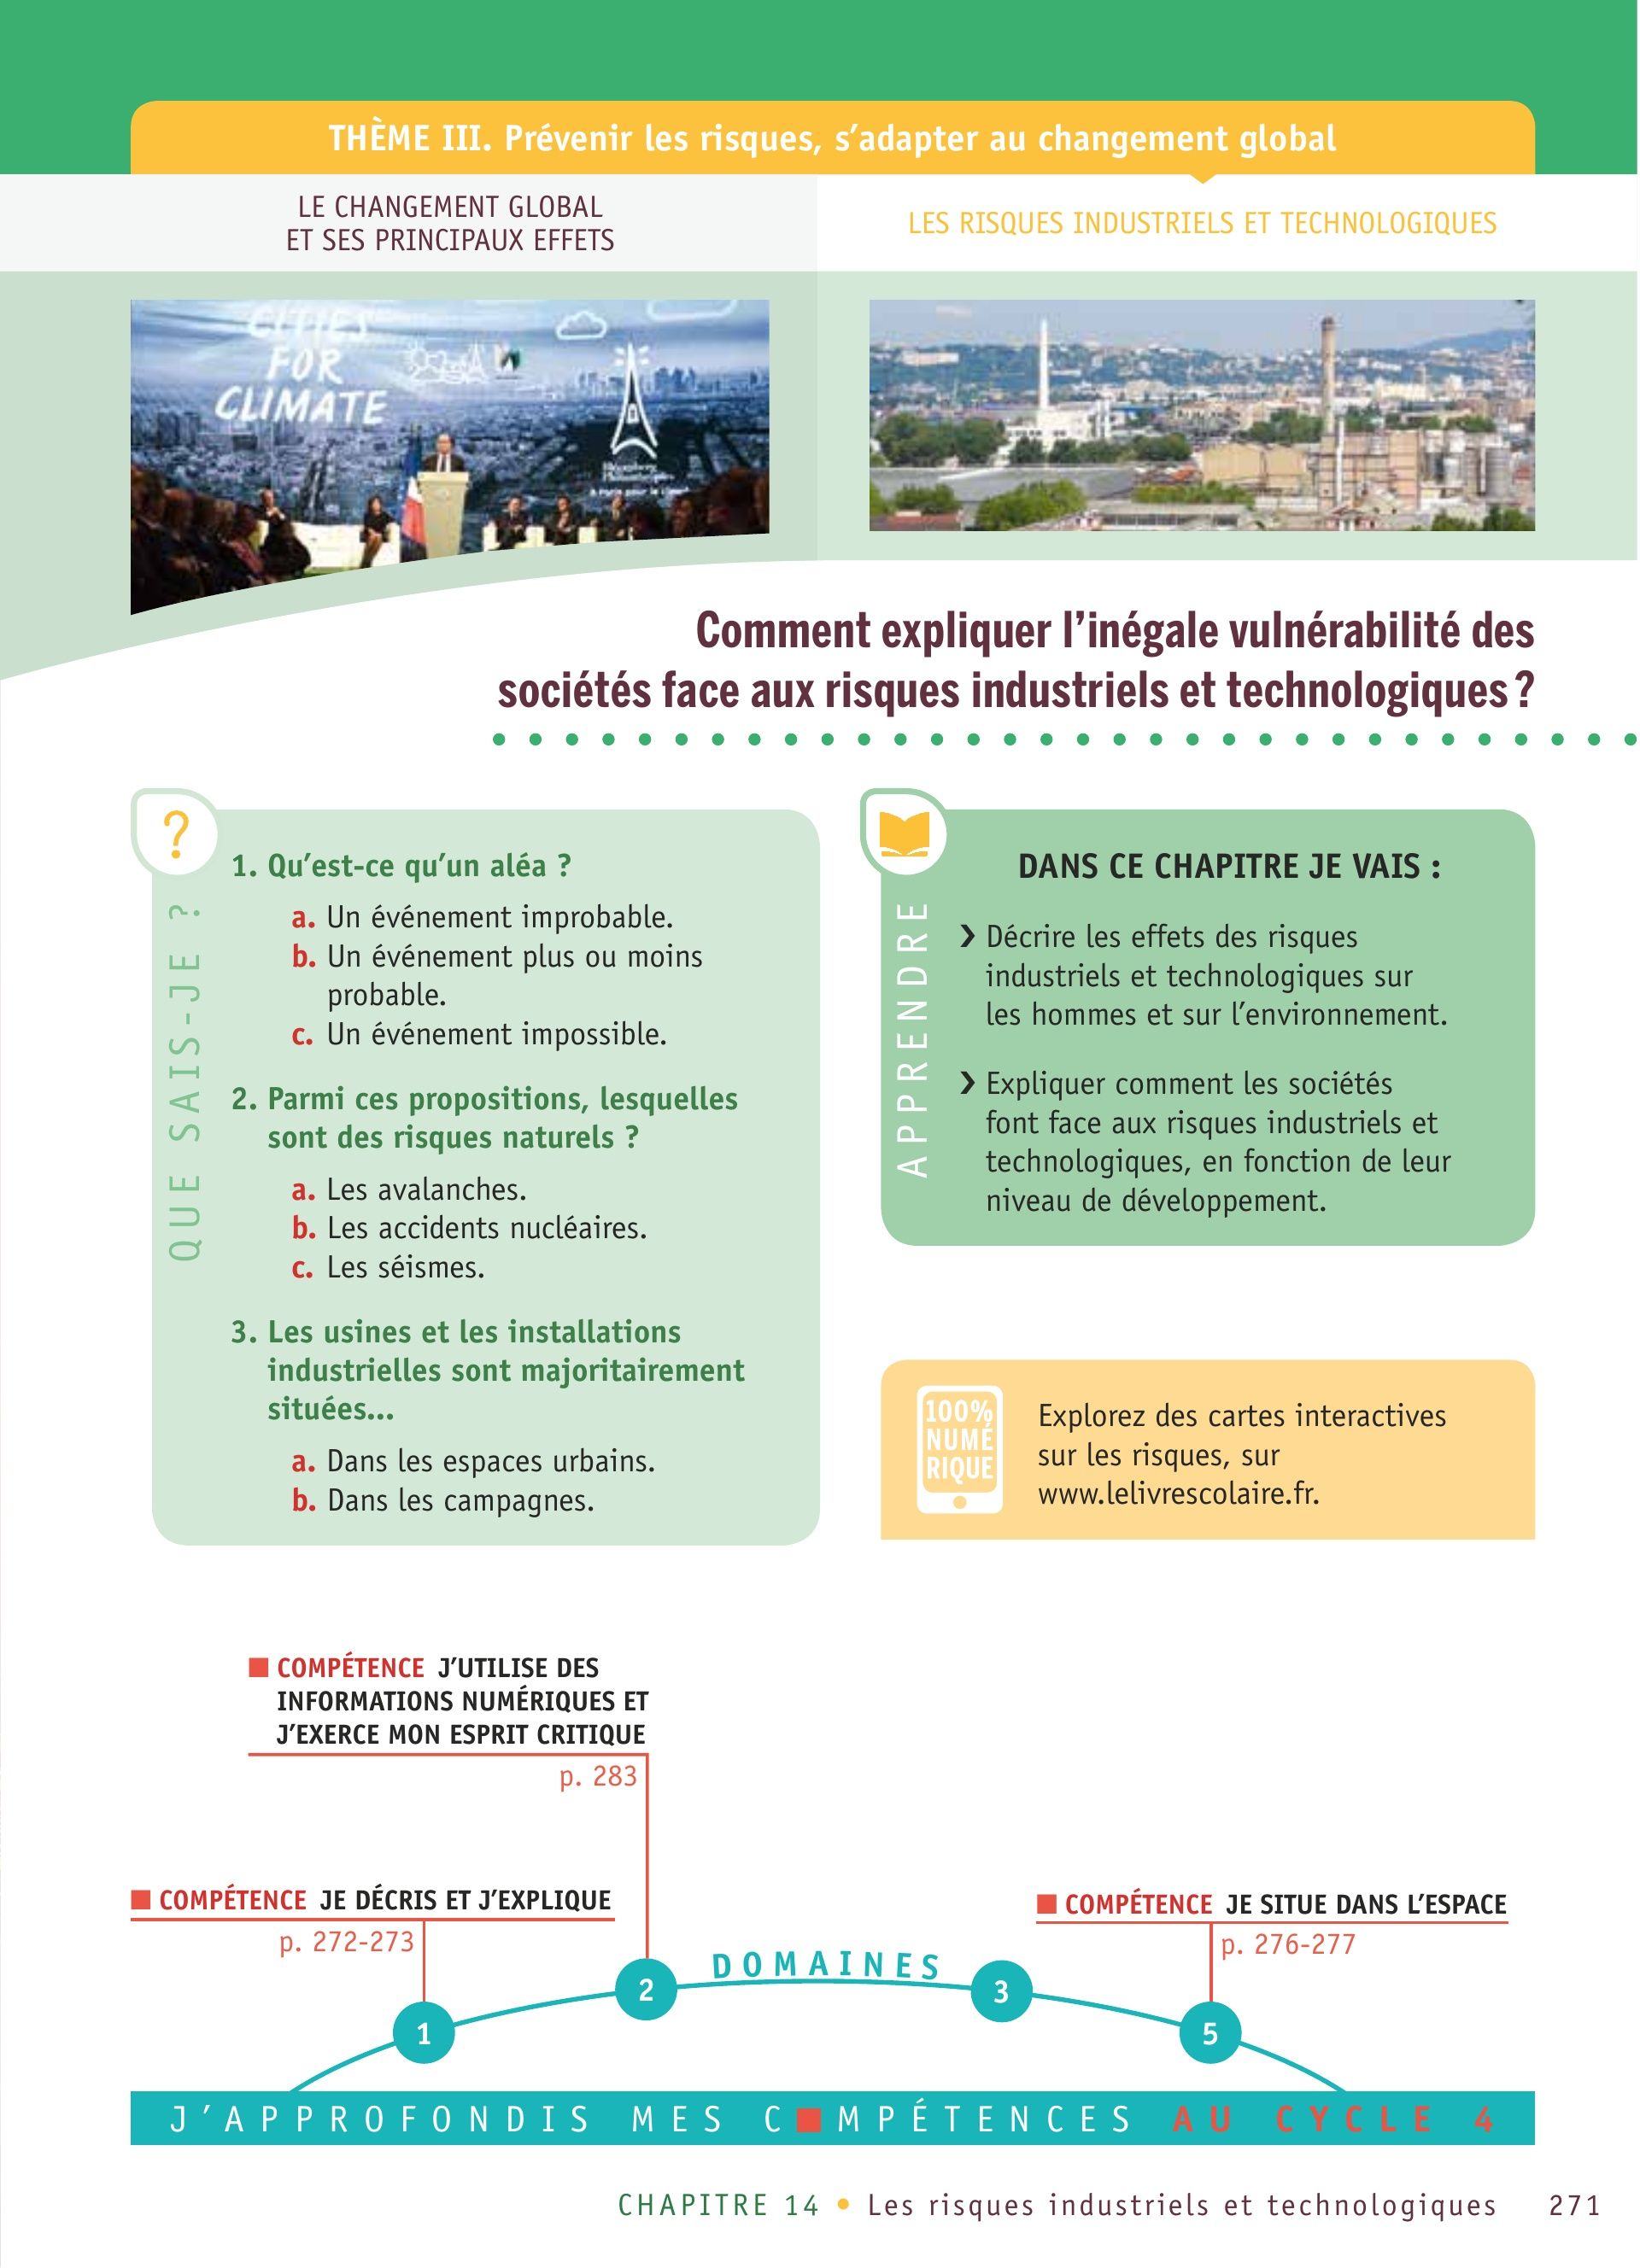 THÈME III. Prévenir les risques, s’adapter au changement global
LE CHANGEMENT GLOBAL
ET SES PRINCIPAUX EFFETS
LES RISQUES INDUSTRIELS ET TECHNOLOGIQUES
CITIES
FOR
CLIMATE
Comment expliquer l’inégale vulnérabilité des
sociétés face aux risques industriels et technologiques ?
?
QUE SAIS-JE ?
1. Qu’est-ce qu’un aléa ?
a. Un événement improbable.
b. Un événement plus ou moins
probable.
c. Un événement impossible.
2. Parmi ces propositions, lesquelles
sont des risques naturels ?
a. Les avalanches.
b. Les accidents nucléaires.
c. Les séismes.
3. Les usines et les installations
industrielles sont majoritairement
situées...
a. Dans les espaces urbains.
b. Dans les campagnes.
APPRENDRE
DANS CE CHAPITRE JE VAIS :
❯ Décrire les effets des risques
industriels et technologiques sur
les hommes et sur l’environnement.
❯ Expliquer comment les sociétés
font face aux risques industriels et
technologiques, en fonction de leur
niveau de développement.
100%
NUMÉ
RIQUE
Explorez des cartes interactives
sur les risques, sur
www.lelivrescolaire.fr.
COMPÉTENCE J’UTILISE DES
INFORMATIONS NUMÉRIQUES ET
J’EXERCE MON ESPRIT CRITIQUE
p. 283
COMPÉTENCE JE DÉCRIS ET J’EXPLIQUE
p. 272-273
COMPÉTENCE JE SITUE DANS L’ESPACE
p. 276-277
DOMAINES
1
2
3
5
J’APPROFONDIS MES C■MPÉTENCES AU CYCLE 4
CHAPITRE 14 • Les risques industriels et technologiques 271